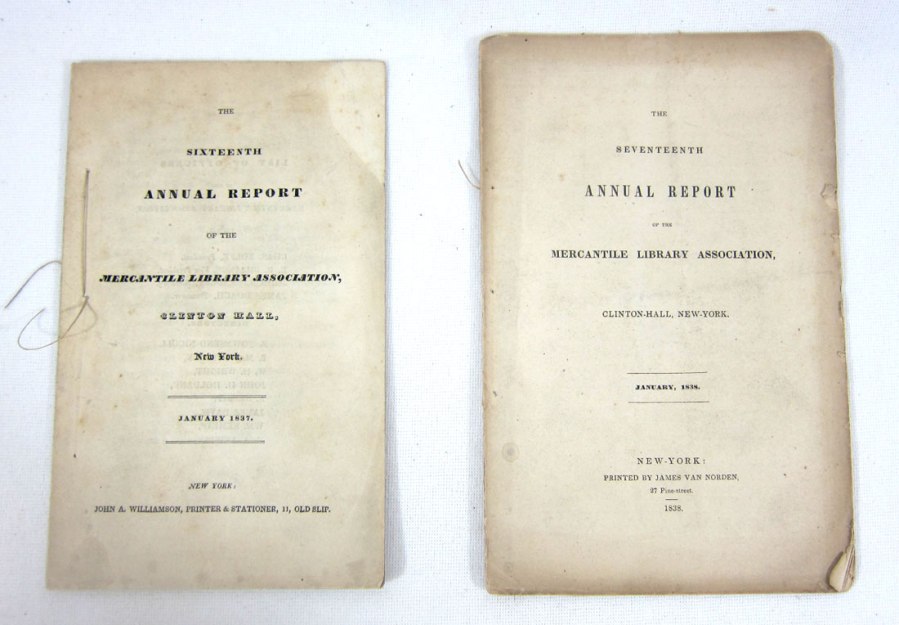 THE
SIXTEENTH
ANNUAL REPORT
OF THE
MERCANTILE LIBRARY ASSOCIATION,
CLINTON HALL,
New York.
JANUARY 1837.
NEW YORK:
JOHN A. WILLIAMSON, PRINTER & STATIONER, 11, OLD SLIP.
THE
SEVENTEENTH
ANNUAL REPORT
OF THE
MERCANTILE LIBRARY ASSOCIATION,
CLINTON-HALL, NEW-YORK.
JANUARY, 1838.
NEW-YORK:
PRINTED BY JAMES VAN NORDEN,
27 Pine-street.
1838.